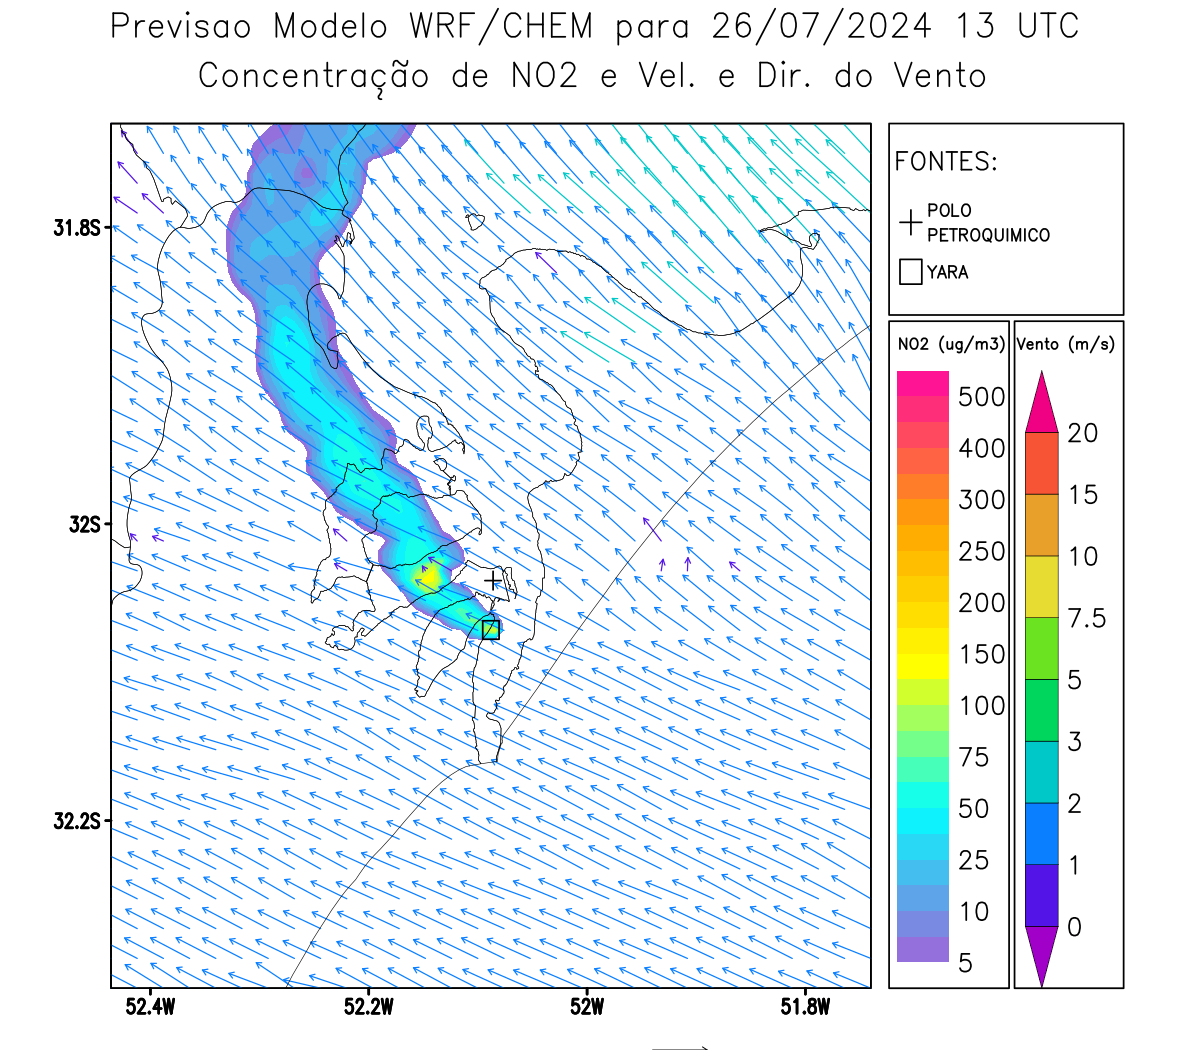 Previsao Modelo WRF/CHEM para 26/07/2024 13 UTC
Concentração de NO2 e Vel. e Dir. do Vento
FONTES:
POLO
PETROQUIMICO
YARA
NO2 (ug/m3)
500
400
300
250
200
150
100
75
50
25
10
5
Vento (m/s)
20
15
10
7.5
5
3
2
1
0
31.8S
32S
32.2S
52.4W
52.2W
52W
51.8W